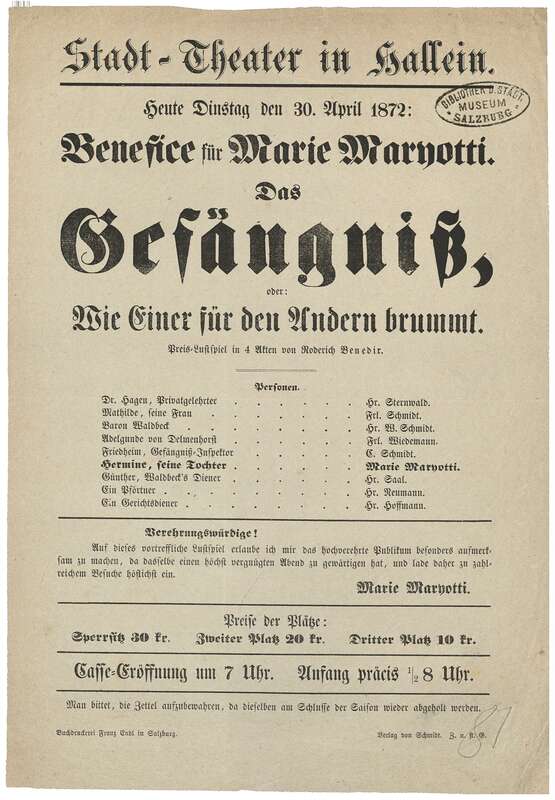 Stadt-Theater in Hallein.
BIBLIOTHEK D. STÄDT.
MUSEUM
SALZBURG
Heute Dinstag den 30. April 1872:
Benefice für Marie Maryotti.
Das
Gefängniß,
oder:
Wie Einer für den Andern brummt.
Preis-Lustspiel in 4 Akten von Roderich Benedix.
Personen.
Dr. Hagen, Privatgelehrter . . . . . . Hr. Sternwald.
Mathilde, seine Frau . . . . . . . Frl. Schmidt.
Baron Waldbeck . . . . . . . . Hr. W. Schmidt.
Adelgunde von Delmenhorst . . . . . . Frl. Wiedemann.
Friedheim, Gefängniß-Inspektor . . . . . C. Schmidt.
Hermine, seine Tochter . . . . . . Marie Maryotti.
Günther, Waldbeck's Diener . . . . . . Hr. Saal.
Ein Pförtner . . . . . . . . Hr. Neumann.
Ein Gerichtsdiener . . . . . . . . Hr. Hoffmann.
Verehrungswürdige!
Auf dieses vortreffliche Lustspiel erlaube ich mir das hochverehrte Publikum besonders aufmerk-
sam zu machen, da dasselbe einen höchst vergnügten Abend zu gewärtigen hat, und lade daher zu zahl-
reichem Besuche höflichst ein.
Marie Maryotti.
Preise der Plätze:
Sperrsitz 30 kr. Zweiter Platz 20 kr. Dritter Platz 10 kr.
Casse-Eröffnung um 7 Uhr. Anfang präcis 1/2 8 Uhr.
Man bittet, die Zettel aufzubewahren, da dieselben am Schlusse der Saison wieder abgeholt werden.
Buchdruckerei Franz Endl in Salzburg. Verlag von Schmidt. Z. u. st. G.